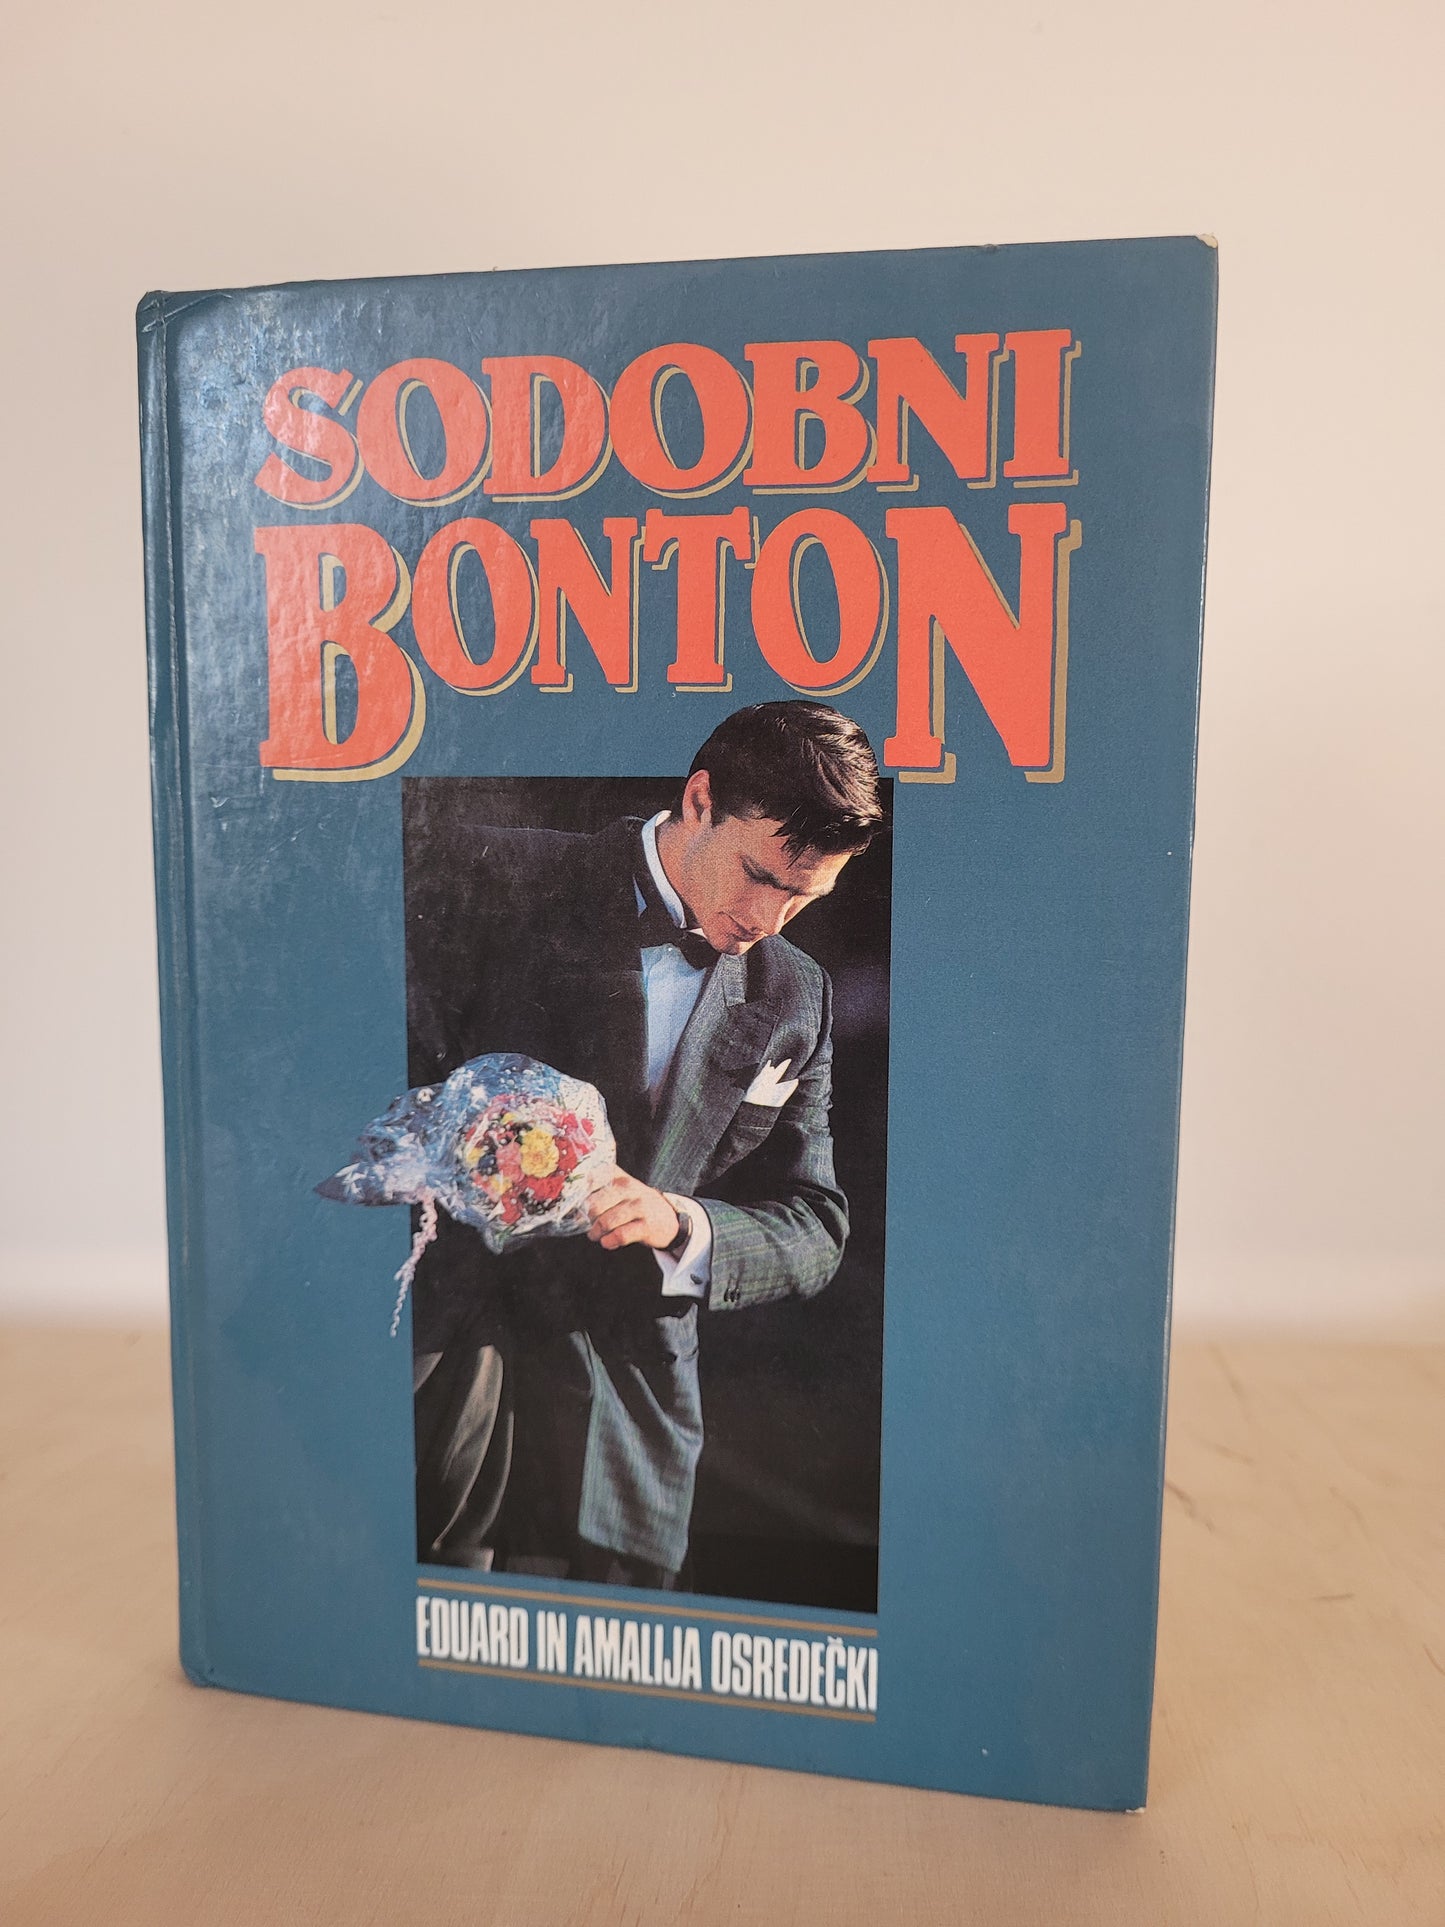 SODOBNI
BONTON
EDUARD IN AMALIJA OSREDEČKI